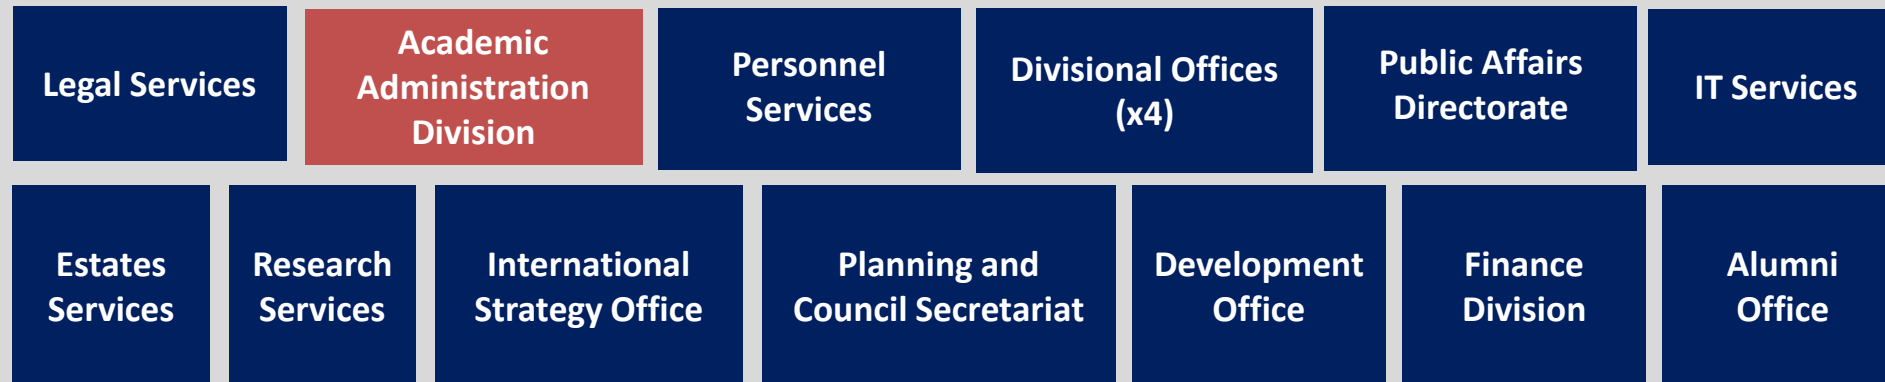 Legal Services
Academic
Administration
Division
Personnel
Services
Divisional Offices
(x4)
Public Affairs
Directorate
IT Services
Estates
Services
Research
Services
International
Strategy Office
Planning and
Council Secretariat
Development
Office
Finance
Division
Alumni
Office